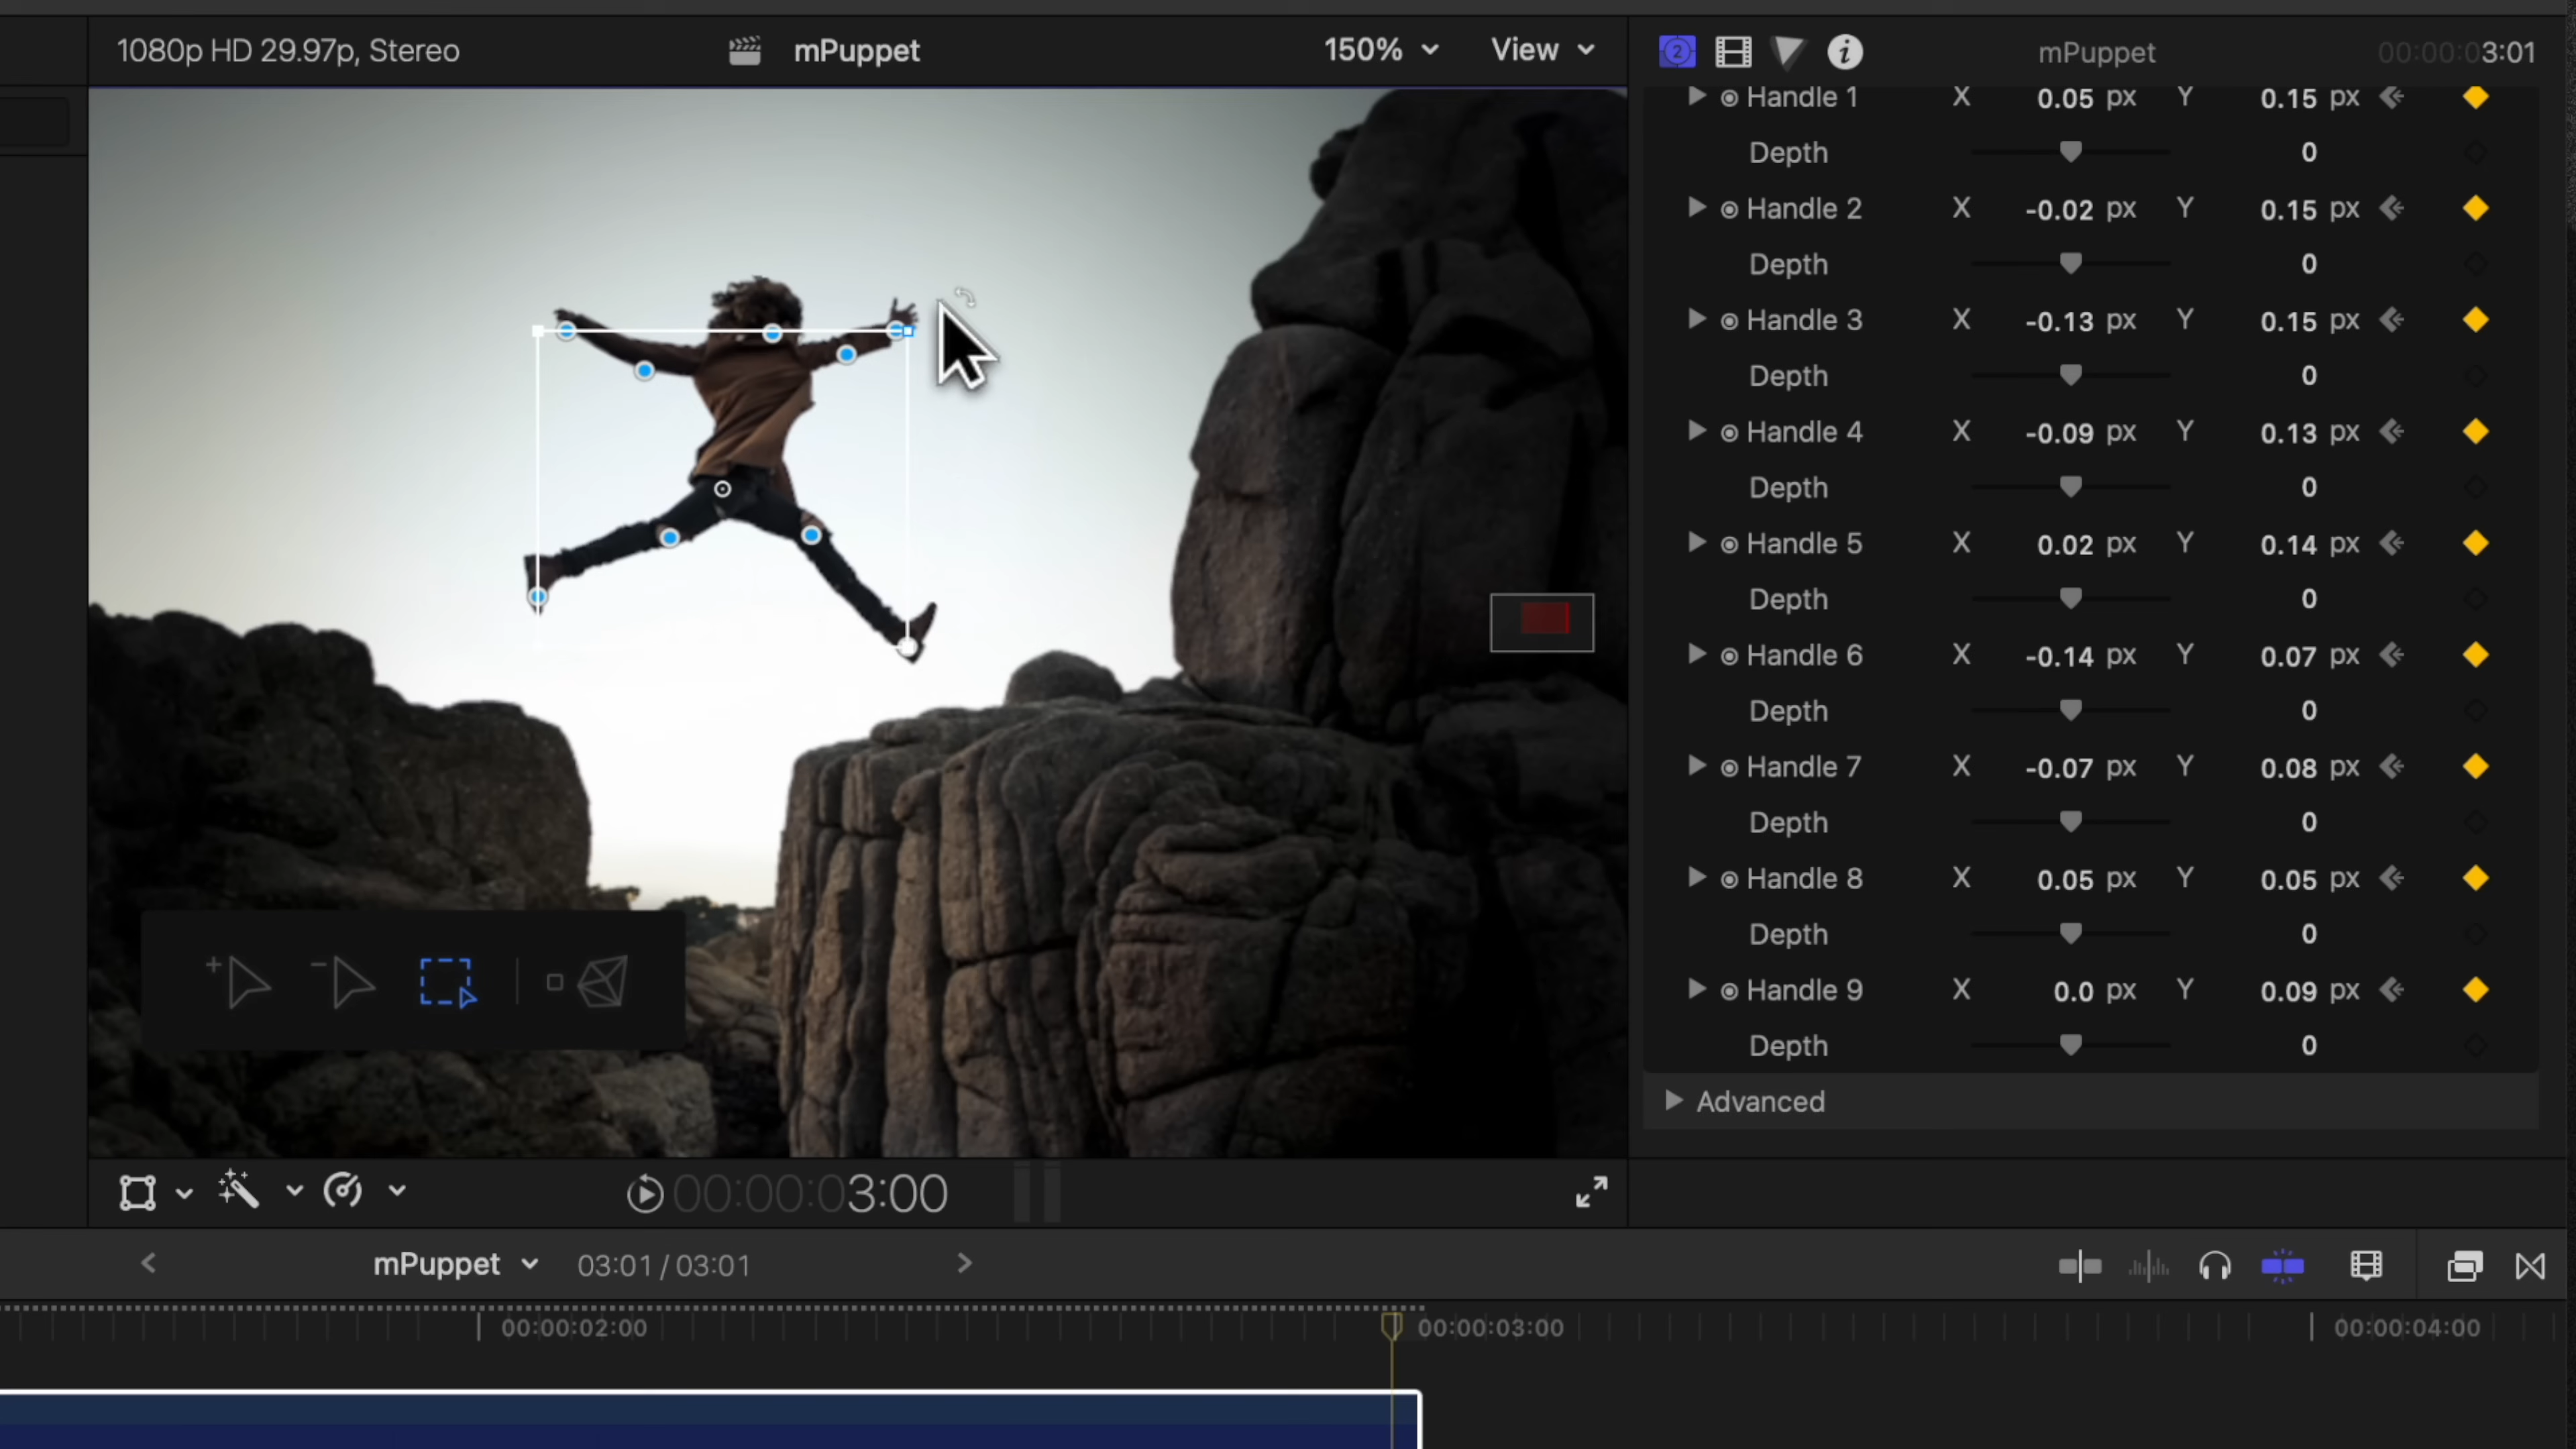 1080p HD 29.97p, Stereo
mPuppet
150%
View
2
mPuppet
00:00:03:01
Handle 1 X 0.05 px Y 0.15 px
Depth 0
Handle 2 X -0.02 px Y 0.15 px
Depth 0
Handle 3 X -0.13 px Y 0.15 px
Depth 0
Handle 4 X -0.09 px Y 0.13 px
Depth 0
Handle 5 X 0.02 px Y 0.14 px
Depth 0
Handle 6 X -0.14 px Y 0.07 px
Depth 0
Handle 7 X -0.07 px Y 0.08 px
Depth 0
Handle 8 X 0.05 px Y 0.05 px
Depth 0
Handle 9 X 0.0 px Y 0.09 px
Depth 0
Advanced
00:00:03:00
mPuppet
03:01 / 03:01
00:00:02:00
00:00:03:00
00:00:04:00